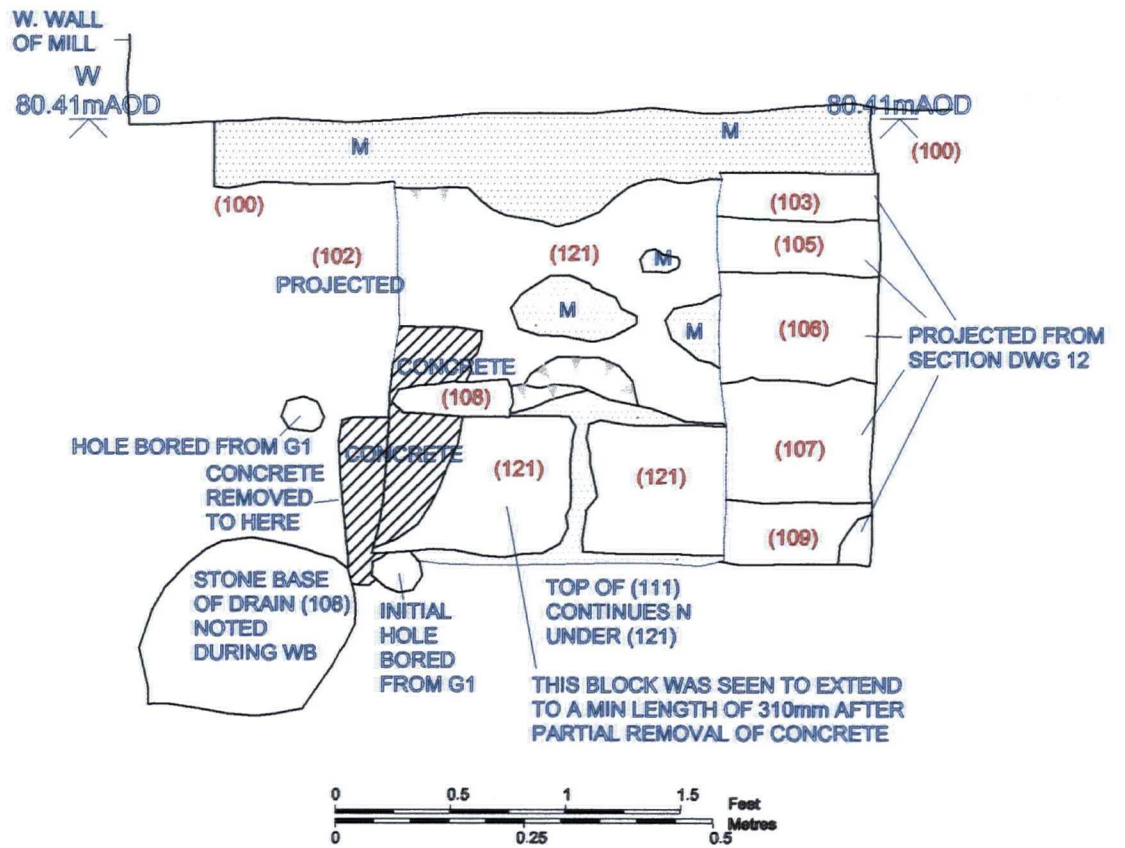 W. WALL
OF MILL
W
80.41mAOD
80.41mAOD
M
M
(100)
(100)
(103)
(105)
(102)
PROJECTED
(121)
M
M
M
(106)
PROJECTED FROM
SECTION DWG 12
CONCRETE
(108)
HOLE BORED FROM G1
CONCRETE
CONCRETE
REMOVED
TO HERE
(121)
(121)
(107)
(109)
STONE BASE
OF DRAIN (108)
NOTED
DURING WB
INITIAL
HOLE
BORED
FROM G1
TOP OF (111)
CONTINUES N
UNDER (121)
THIS BLOCK WAS SEEN TO EXTEND
TO A MIN LENGTH OF 310mm AFTER
PARTIAL REMOVAL OF CONCRETE
0 0.5 1 1.5 Feet
Metres
0 0.25 0.5